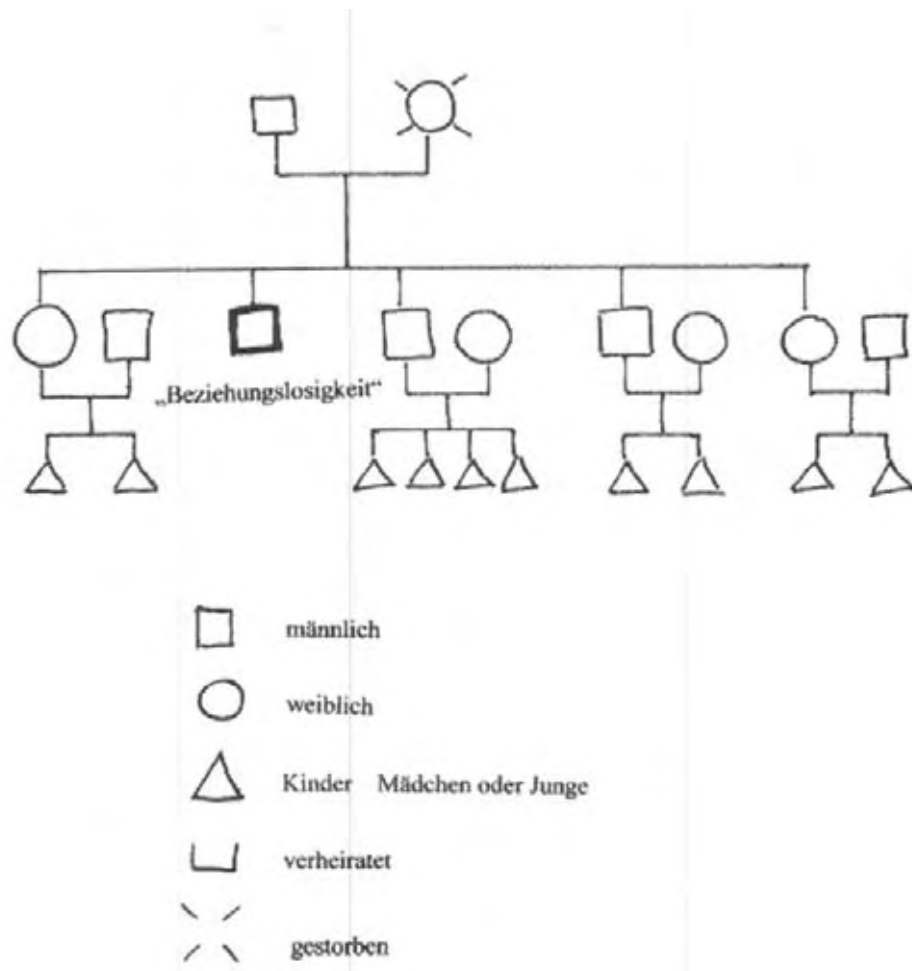 „Beziehungslosigkeit“
männlich
weiblich
Kinder Mädchen oder Junge
verheiratet
gestorben